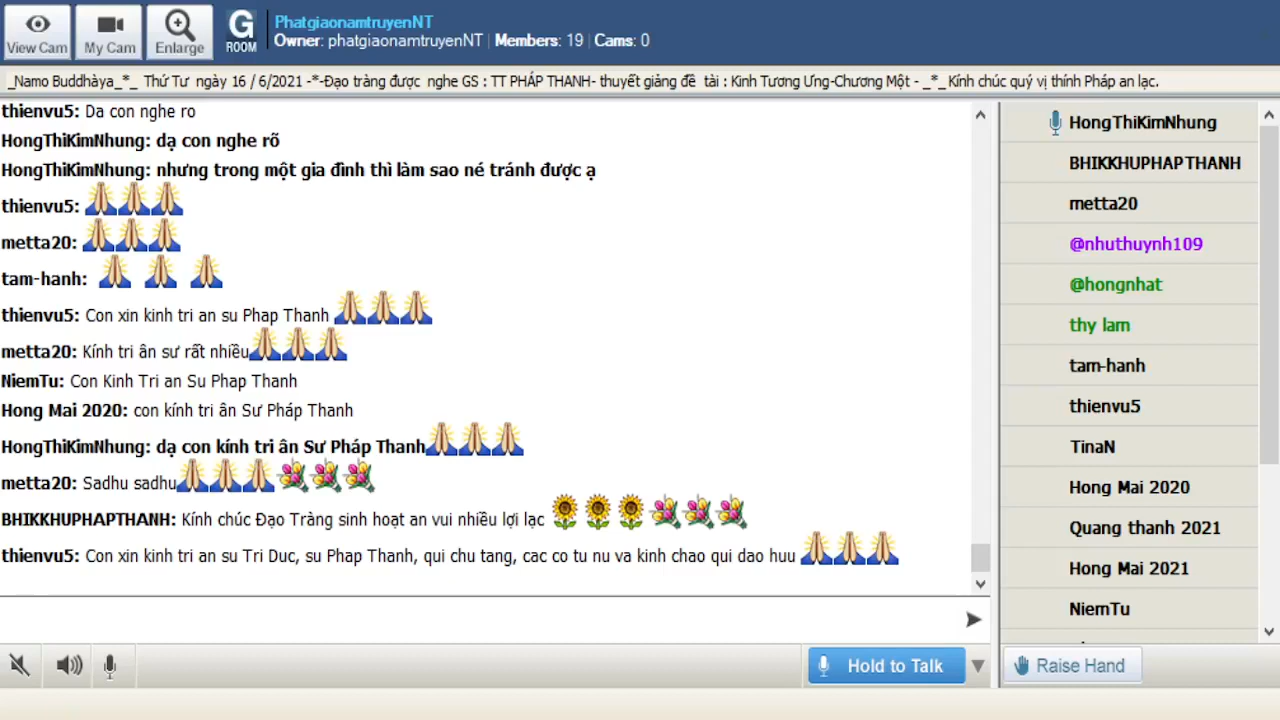 View Cam
My Cam
Enlarge
G
ROOM
PhatgiaonamtruyenNT
Owner: phatgiaonamtruyenNT | Members: 19 | Cams: 0
_Namo Buddhàya_*_ Thứ Tư ngày 16 / 6/2021 -*-Đạo tràng được nghe GS : TT PHÁP THANH- thuyết giảng đề tài : Kinh Tương Ưng-Chương Một - _*_ Kính chúc quý vị thính Pháp an lạc.
thienvu5: Da con nghe ro
HongThiKimNhung: dạ con nghe rõ
HongThiKimNhung: nhưng trong một gia đình thì làm sao né tránh được ạ
thienvu5:
metta20:
tam-hanh:
thienvu5: Con xin kinh tri an su Phap Thanh
metta20: Kính tri ân sư rất nhiều
NiemTu: Con Kinh Tri an Su Phap Thanh
Hong Mai 2020: con kính tri ân Sư Pháp Thanh
HongThiKimNhung: dạ con kính tri ân Sư Pháp Thanh
metta20: Sadhu sadhu
BHIKKHUPHAPTHANH: Kính chúc Đạo Tràng sinh hoạt an vui nhiều lợi lạc
thienvu5: Con xin kinh tri an su Tri Duc, su Phap Thanh, qui chu tang, cac co tu nu va kinh chao qui dao huu
HongThiKimNhung
BHIKKHUPHAPTHANH
metta20
@nhuthuynh109
@hongnhat
thy lam
tam-hanh
thienvu5
TinaN
Hong Mai 2020
Quang thanh 2021
Hong Mai 2021
NiemTu
Hold to Talk
Raise Hand